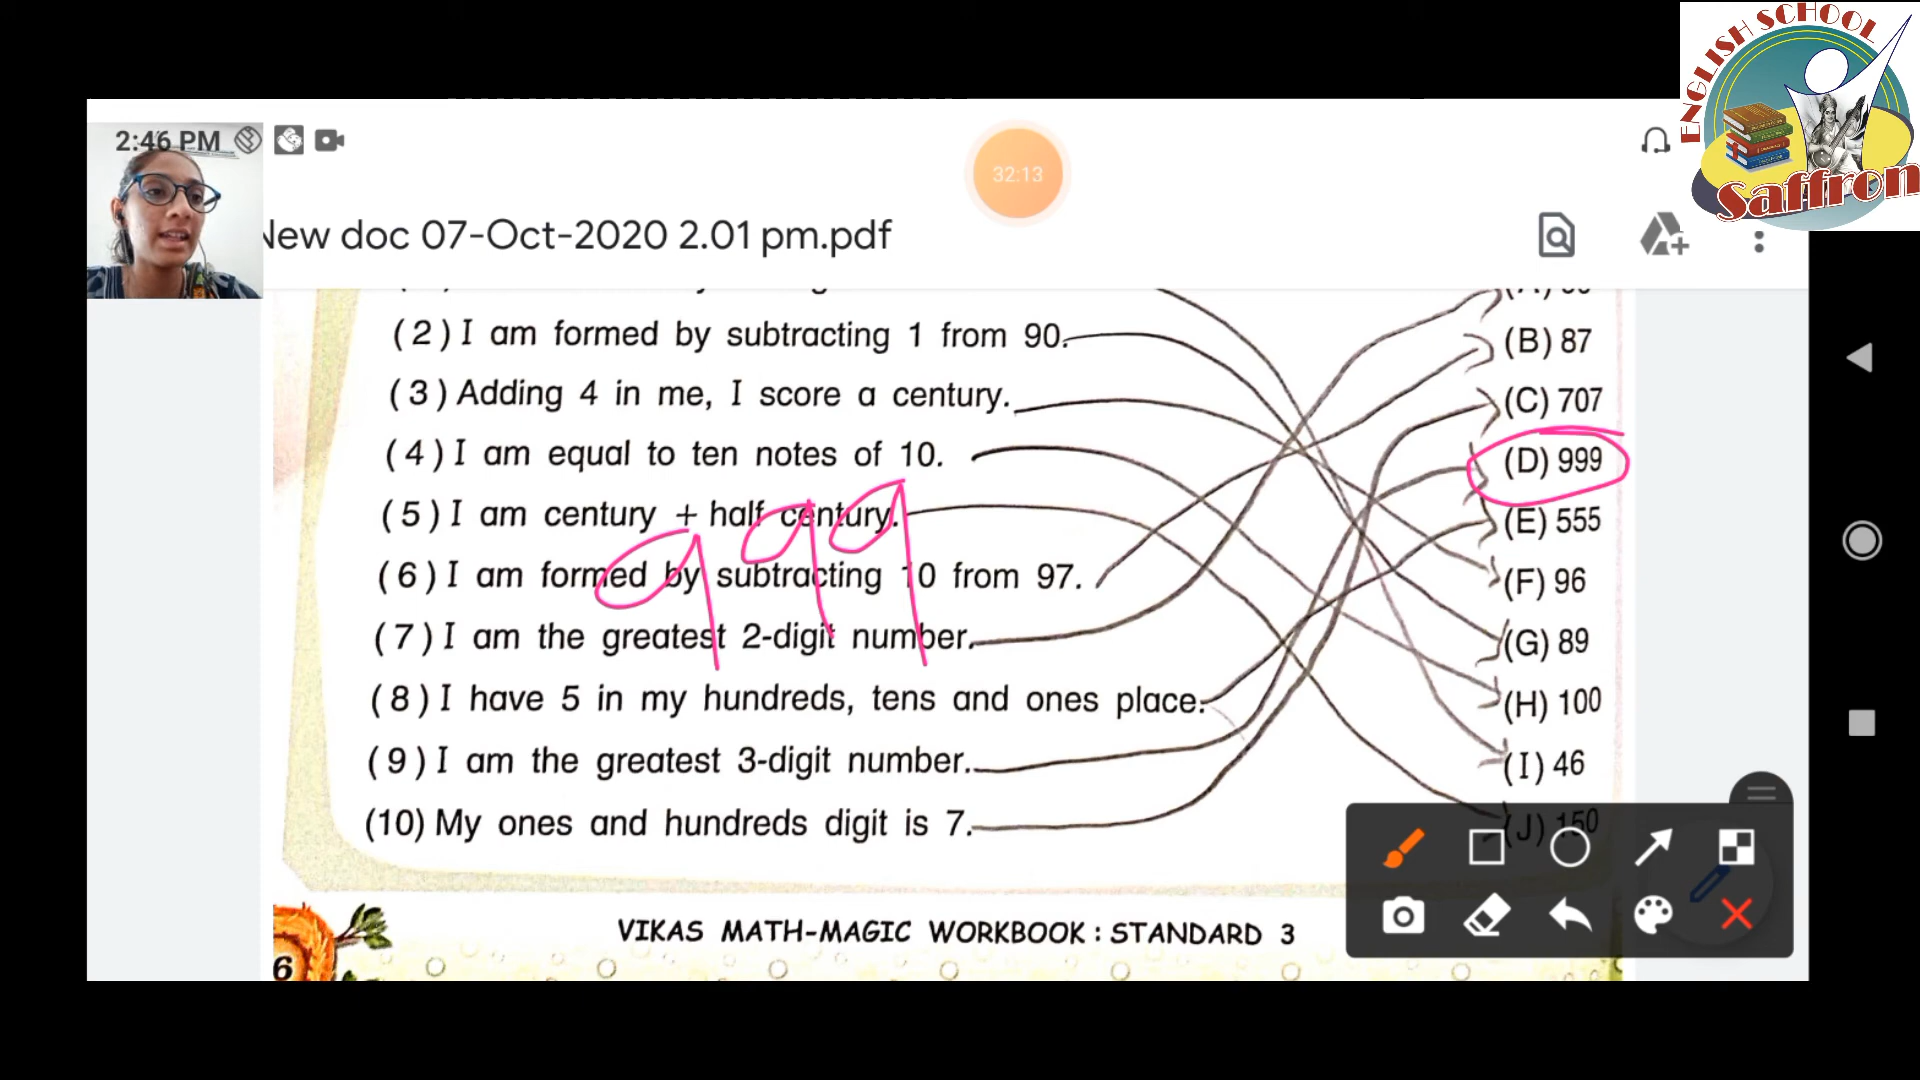 ENGLISH SCHOOL
Saffron
2:46 PM
32:13
New doc 07-Oct-2020 2.01 pm.pdf
(2) I am formed by subtracting 1 from 90.
(B) 87
(3) Adding 4 in me, I score a century.
(C) 707
(4) I am equal to ten notes of 10.
(D) 999
(5) I am century + half century.
(E) 555
999
(6) I am formed by subtracting 10 from 97.
(F) 96
(7) I am the greatest 2-digit number.
(G) 89
(8) I have 5 in my hundreds, tens and ones place.
(H) 100
(9) I am the greatest 3-digit number.
(I) 46
(10) My ones and hundreds digit is 7.
(J) 150
VIKAS MATH-MAGIC WORKBOOK : STANDARD 3
6